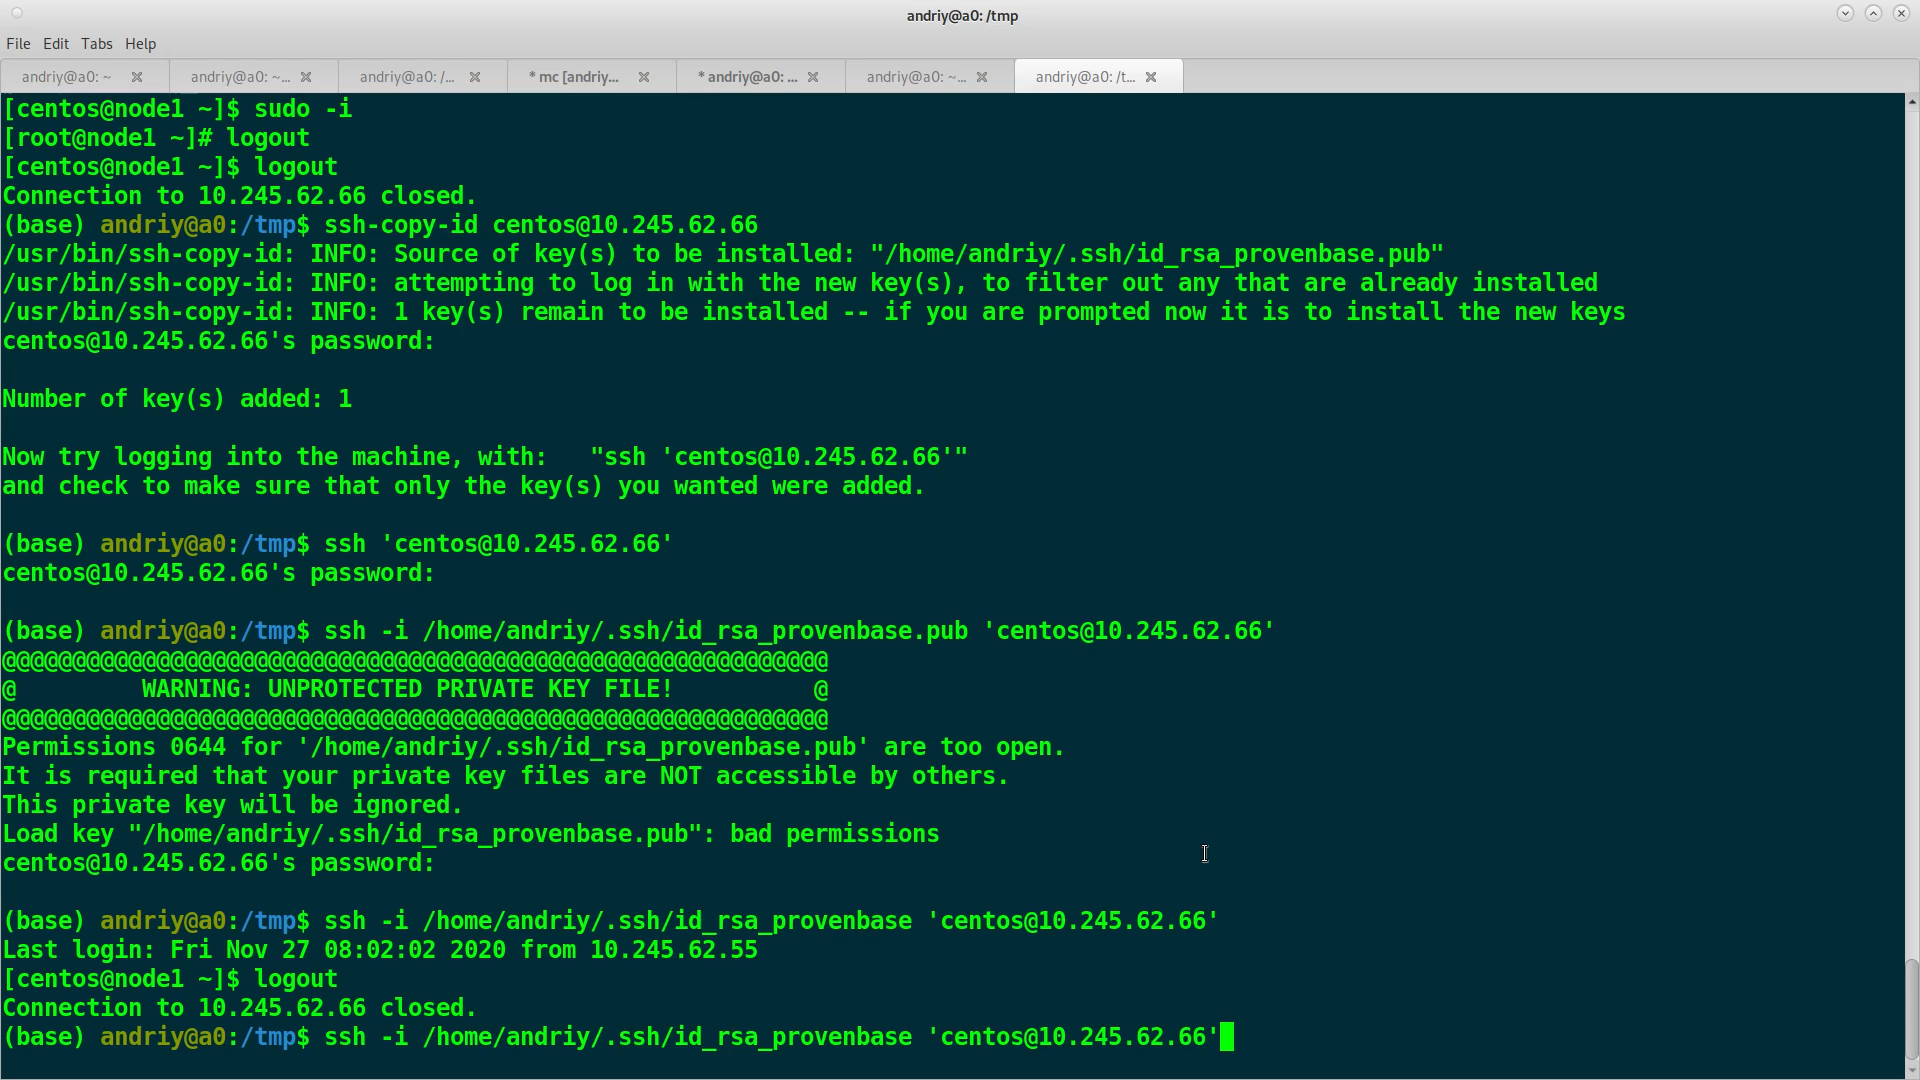 andriy@a0: /tmp
File Edit Tabs Help
andriy@a0: ~ andriy@a0: ~... andriy@a0: /... * mc [andriy... * andriy@a0: ... andriy@a0: ~... andriy@a0: /t...
[centos@node1 ~]$ sudo -i
[root@node1 ~]# logout
[centos@node1 ~]$ logout
Connection to 10.245.62.66 closed.
(base) andriy@a0:/tmp$ ssh-copy-id centos@10.245.62.66
/usr/bin/ssh-copy-id: INFO: Source of key(s) to be installed: "/home/andriy/.ssh/id_rsa_provenbase.pub"
/usr/bin/ssh-copy-id: INFO: attempting to log in with the new key(s), to filter out any that are already installed
/usr/bin/ssh-copy-id: INFO: 1 key(s) remain to be installed -- if you are prompted now it is to install the new keys
centos@10.245.62.66's password:
Number of key(s) added: 1
Now try logging into the machine, with:   "ssh 'centos@10.245.62.66'"
and check to make sure that only the key(s) you wanted were added.
(base) andriy@a0:/tmp$ ssh 'centos@10.245.62.66'
centos@10.245.62.66's password:
(base) andriy@a0:/tmp$ ssh -i /home/andriy/.ssh/id_rsa_provenbase.pub 'centos@10.245.62.66'
@@@@@@@@@@@@@@@@@@@@@@@@@@@@@@@@@@@@@@@@@@@@@@@@@@@@@@@@@@@
@         WARNING: UNPROTECTED PRIVATE KEY FILE!          @
@@@@@@@@@@@@@@@@@@@@@@@@@@@@@@@@@@@@@@@@@@@@@@@@@@@@@@@@@@@
Permissions 0644 for '/home/andriy/.ssh/id_rsa_provenbase.pub' are too open.
It is required that your private key files are NOT accessible by others.
This private key will be ignored.
Load key "/home/andriy/.ssh/id_rsa_provenbase.pub": bad permissions
centos@10.245.62.66's password:
(base) andriy@a0:/tmp$ ssh -i /home/andriy/.ssh/id_rsa_provenbase 'centos@10.245.62.66'
Last login: Fri Nov 27 08:02:02 2020 from 10.245.62.55
[centos@node1 ~]$ logout
Connection to 10.245.62.66 closed.
(base) andriy@a0:/tmp$ ssh -i /home/andriy/.ssh/id_rsa_provenbase 'centos@10.245.62.66'